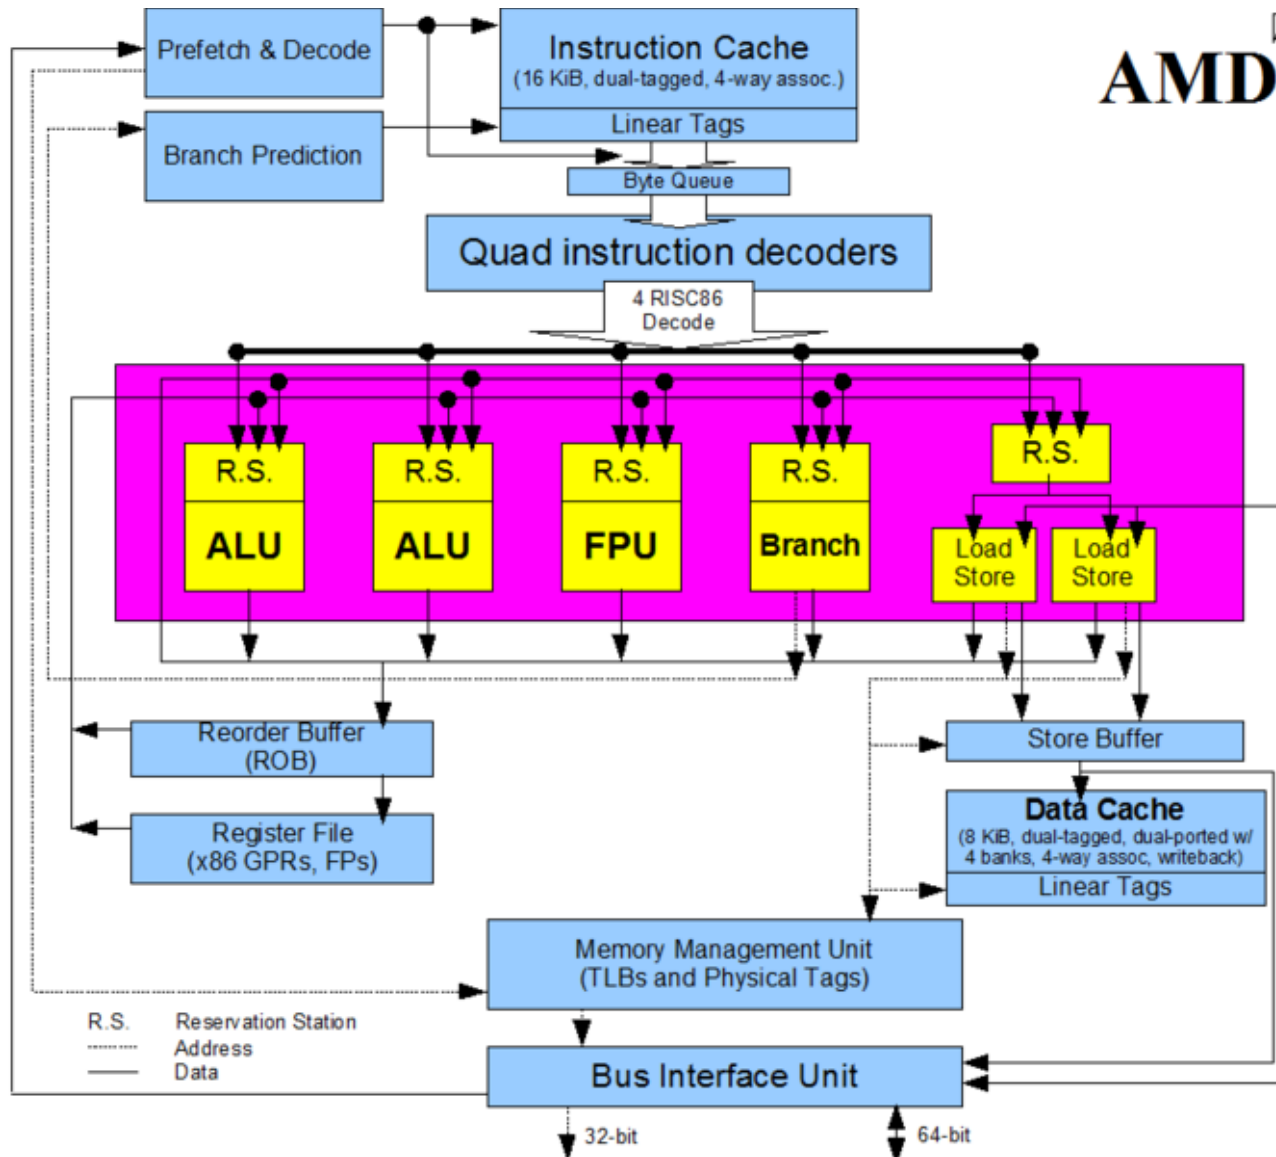 Prefetch & Decode
Instruction Cache
(16 KiB, dual-tagged, 4-way assoc.)
AMD
Linear Tags
Branch Prediction
Byte Queue
Quad instruction decoders
4 RISC86
Decode
R.S.
R.S.
R.S.
R.S.
R.S.
ALU
ALU
FPU
Branch
Load
Store
Load
Store
Reorder Buffer
(ROB)
Store Buffer
Register File
(x86 GPRs, FPs)
Data Cache
(8 KiB, dual-tagged, dual-ported w/
4 banks, 4-way assoc, writeback)
Linear Tags
Memory Management Unit
(TLBs and Physical Tags)
R.S. Reservation Station
Address
Data
Bus Interface Unit
32-bit
64-bit